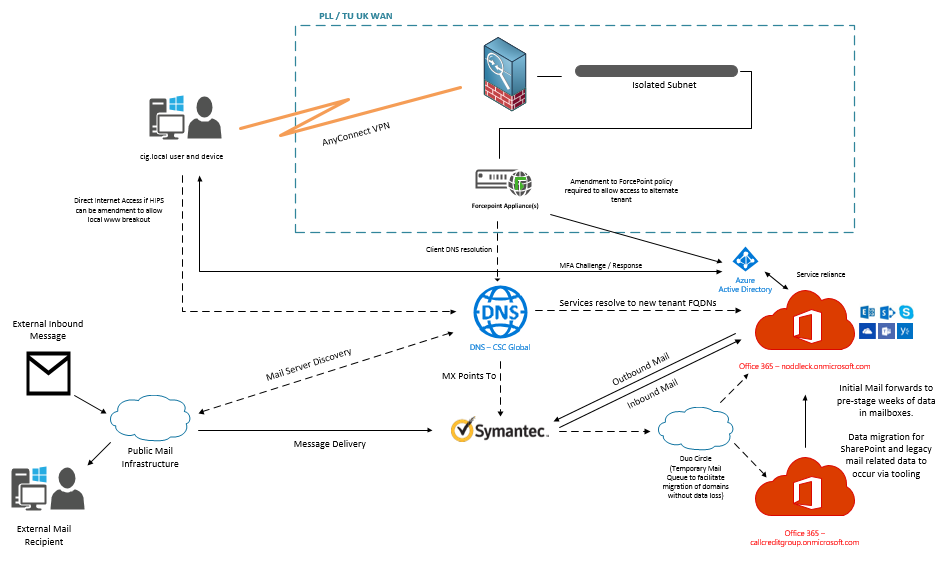 PLL / TU UK WAN
Isolated Subnet
AnyConnect VPN
cig.local user and device
Direct Internet Access if HIPS
can be amendment to allow
local www breakout
Amendment to ForcePoint policy
required to allow access to alternate
tenant
Forcepoint Appliance(s)
Client DNS resolution
MFA Challenge / Response
Azure
Active Directory
Service reliance
DNS
DNS – CSC Global
Services resolve to new tenant FQDNs
External Inbound
Message
Mail Server Discovery
MX Points To
Outbound Mail
Inbound Mail
Office 365 – noddleck.onmicrosoft.com
Initial Mail forwards to
pre-stage weeks of data
in mailboxes.
Public Mail
Infrastructure
Message Delivery
Symantec
Data migration for
SharePoint and legacy
mail related data to
occur via tooling
Duo Circle
(Temporary Mail
Queue to facilitate
migration of domains
without data loss)
External Mail
Recipient
Office 365 –
callcreditgroup.onmicrosoft.com